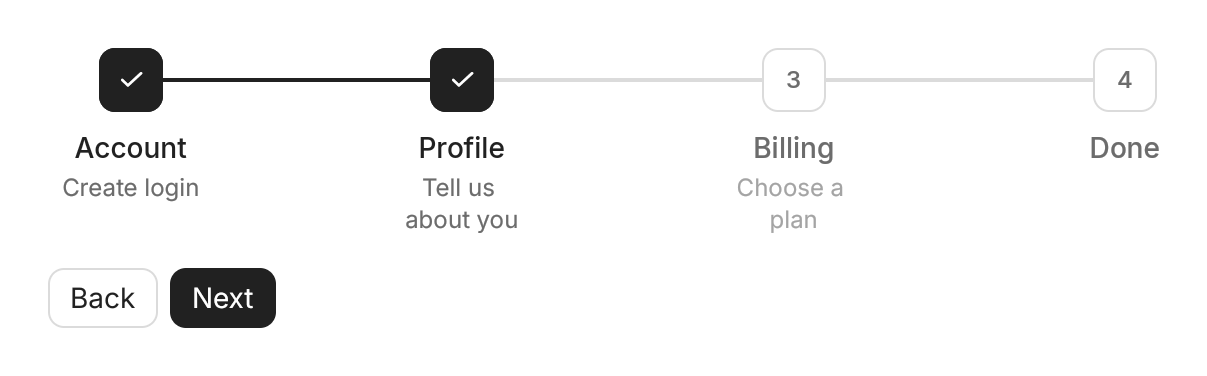 3
4
Account
Profile
Billing
Done
Create login
Tell us
about you
Choose a
plan
Back
Next